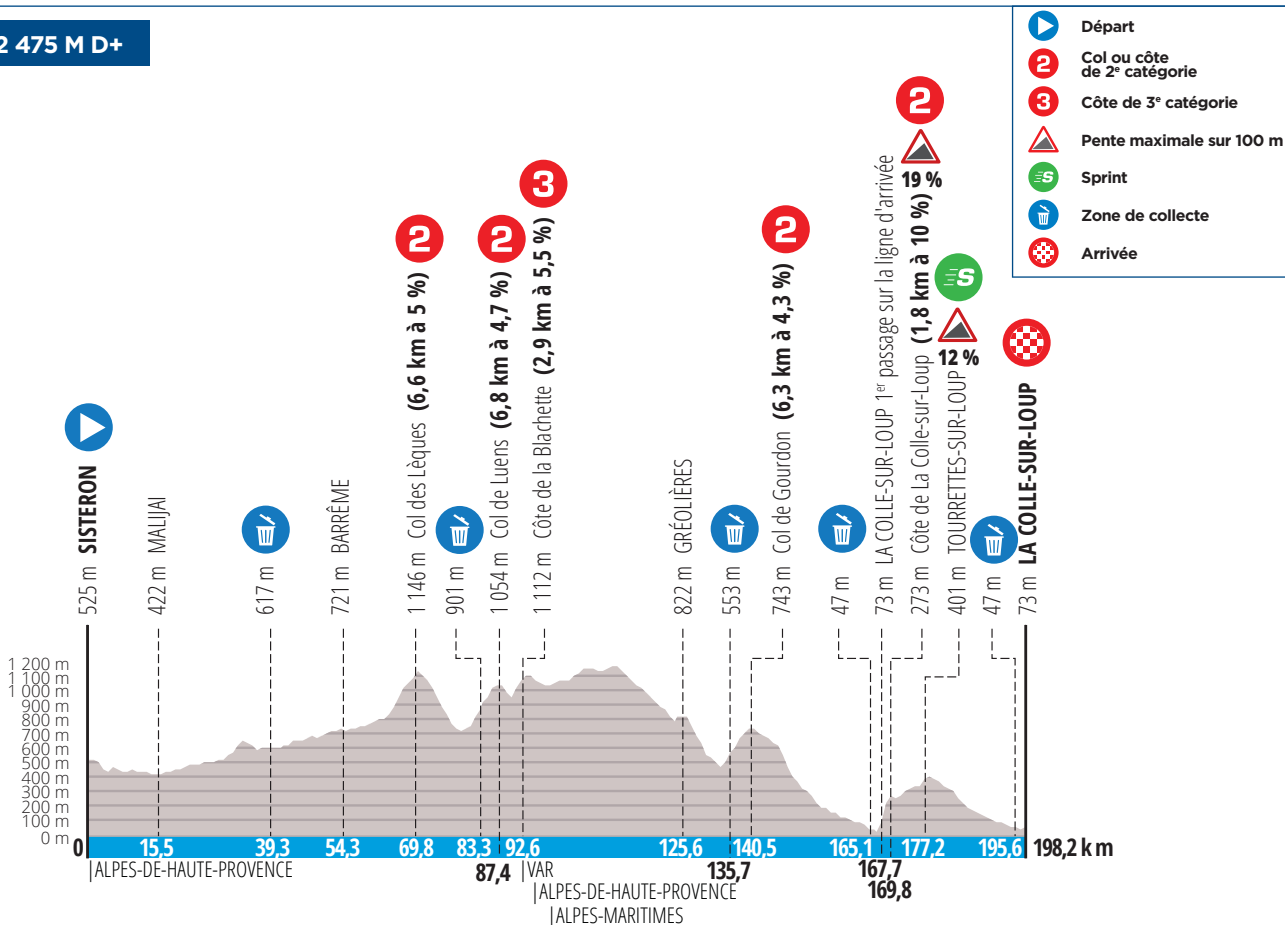 2 475 M D+
Départ
2
Col ou côte
de 2e catégorie
3
Côte de 3e catégorie
Pente maximale sur 100 m
S
Sprint
Zone de collecte
Arrivée
525 m SISTERON
422 m MALIJAI
617 m
721 m BARRÊME
2
1 146 m Col des Lèques (6,6 km à 5 %)
901 m
2
1 054 m Col de Luens (6,8 km à 4,7 %)
3
1 112 m Côte de la Blachette (2,9 km à 5,5 %)
822 m GRÉOLIÈRES
553 m
2
743 m Col de Gourdon (6,3 km à 4,3 %)
47 m
73 m LA COLLE-SUR-LOUP 1er passage sur la ligne d'arrivée
2
19 %
273 m Côte de La Colle-sur-Loup (1,8 km à 10 %)
S
12 %
401 m TOURRETTES-SUR-LOUP
47 m
73 m LA COLLE-SUR-LOUP
1 200 m
1 100 m
1 000 m
900 m
800 m
700 m
600 m
500 m
400 m
300 m
200 m
100 m
0 m
0 15,5 39,3 54,3 69,8 83,3 92,6 125,6 140,5 165,1 177,2 195,6 198,2 km
87,4 135,7 167,7
169,8
|ALPES-DE-HAUTE-PROVENCE
|VAR
|ALPES-DE-HAUTE-PROVENCE
|ALPES-MARITIMES